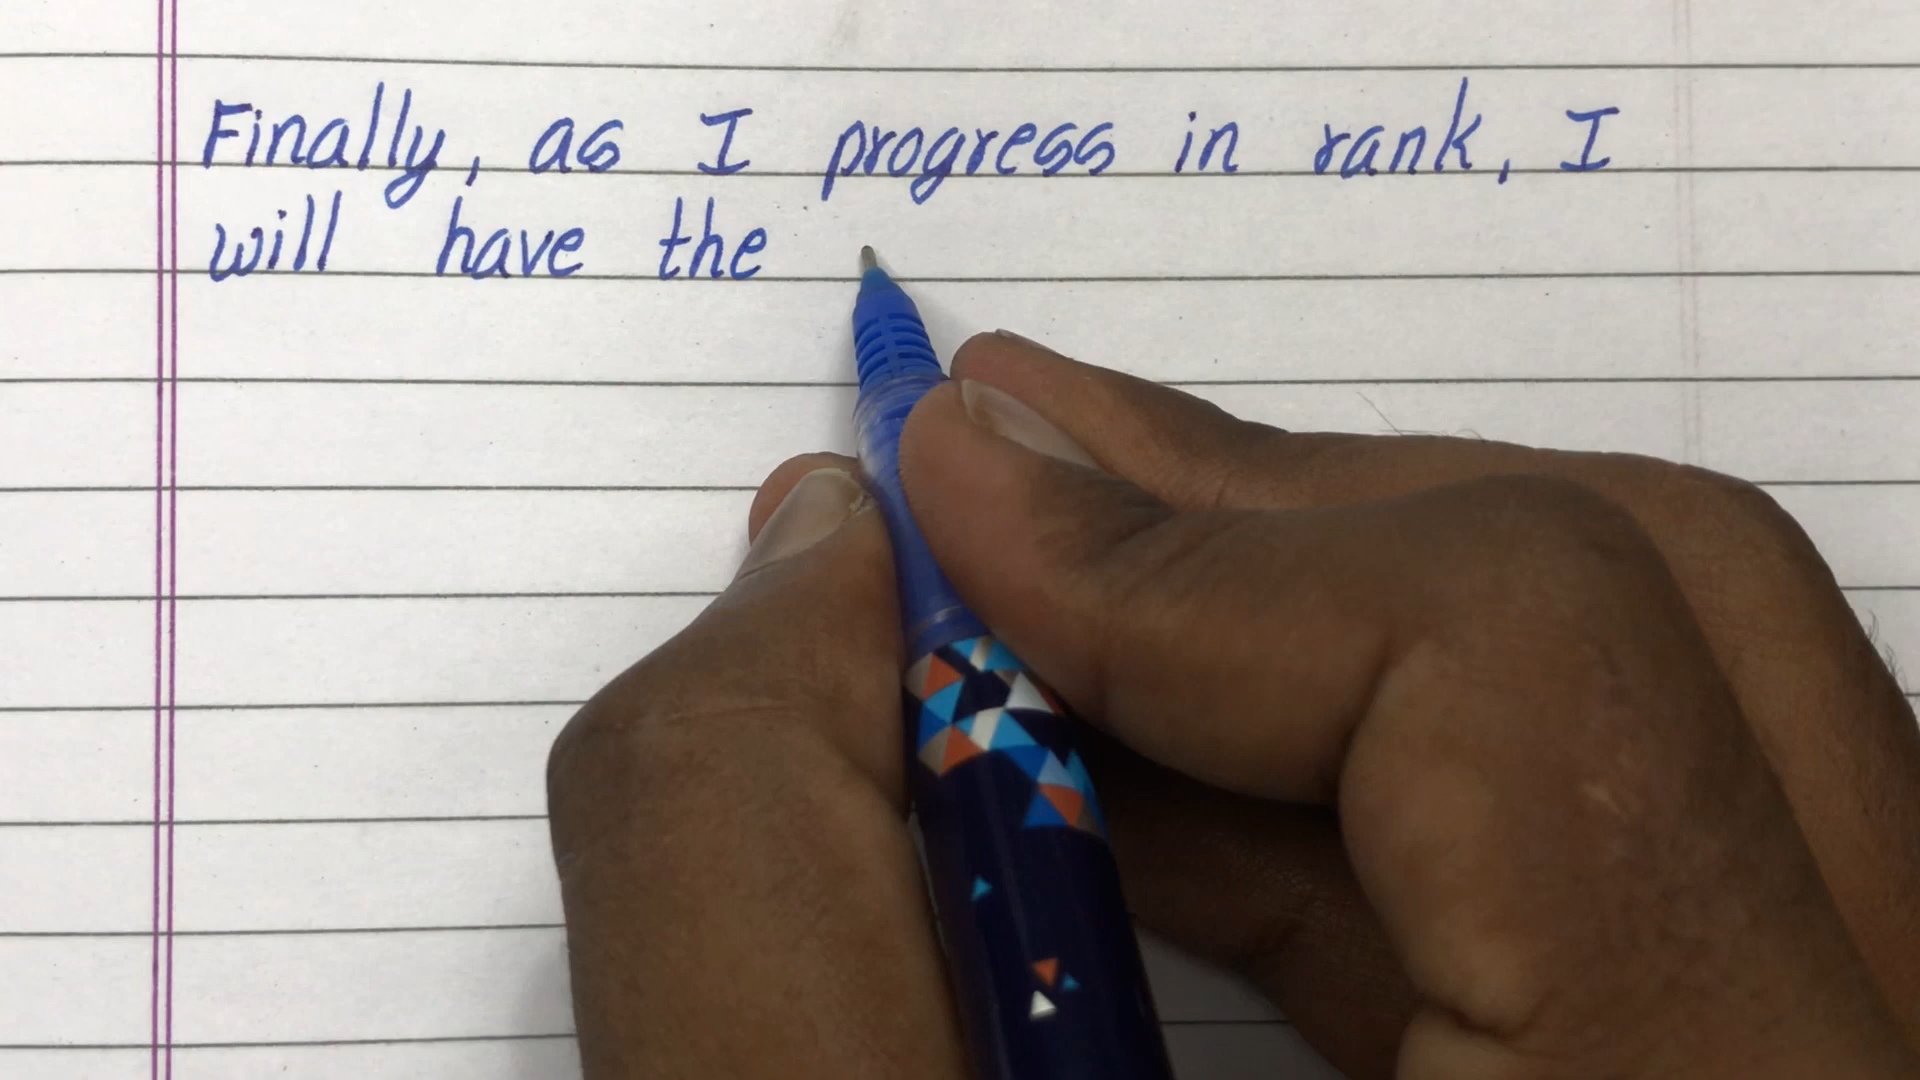 Finally, as I progress in rank, I
will have the